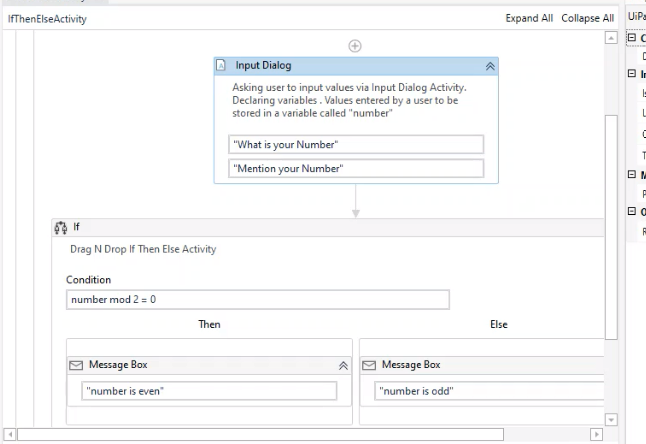 IfThenElseActivity
Expand All Collapse All
Input Dialog
Asking user to input values via Input Dialog Activity.
Declaring variables . Values entered by a user to be
stored in a variable called "number"
"What is your Number"
"Mention your Number"
If
Drag N Drop If Then Else Activity
Condition
number mod 2 = 0
Then
Else
Message Box
Message Box
"number is even"
"number is odd"